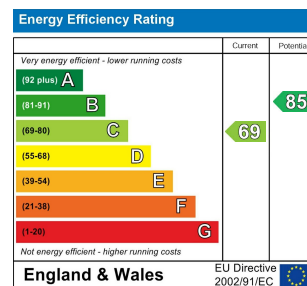 Energy Efficiency Rating
Current
Potentia
Very energy efficient - lower running costs
(92 plus) A
(81-91) B
85
(69-80) C
69
(55-68) D
(39-54) E
(21-38) F
(1-20) G
Not energy efficient - higher running costs
England & Wales
EU Directive
2002/91/EC